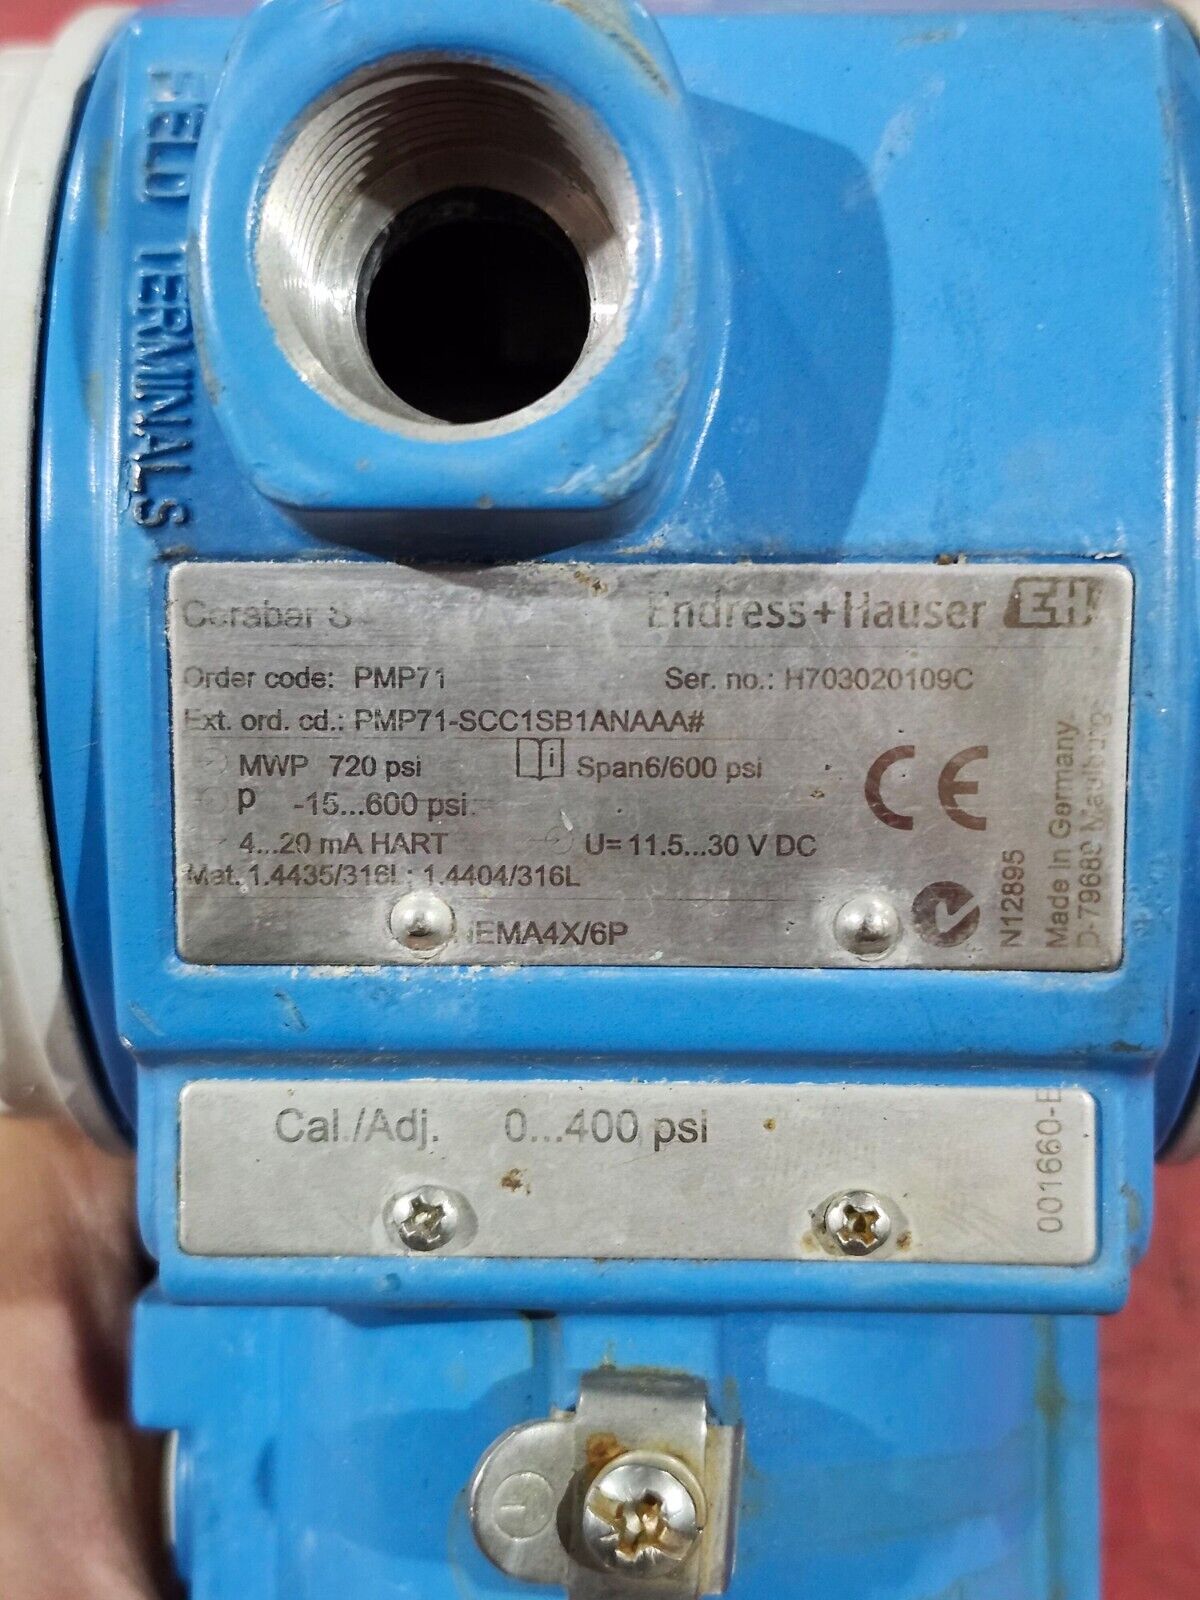 FIELD TERMINALS
Cerabar S
Endress+Hauser EH
Order code: PMP71
Ser. no.: H703020109C
Ext. ord. cd.: PMP71-SCC1SB1ANAAA#
MWP 720 psi
i Span6/600 psi
p -15...600 psi
4...20 mA HART
U= 11.5...30 V DC
Mat. 1.4435/316L; 1.4404/316L
NEMA4X/6P
CE
N12895
Made in Germany
D-79689 Maulburg
Cal./Adj. 0...400 psi